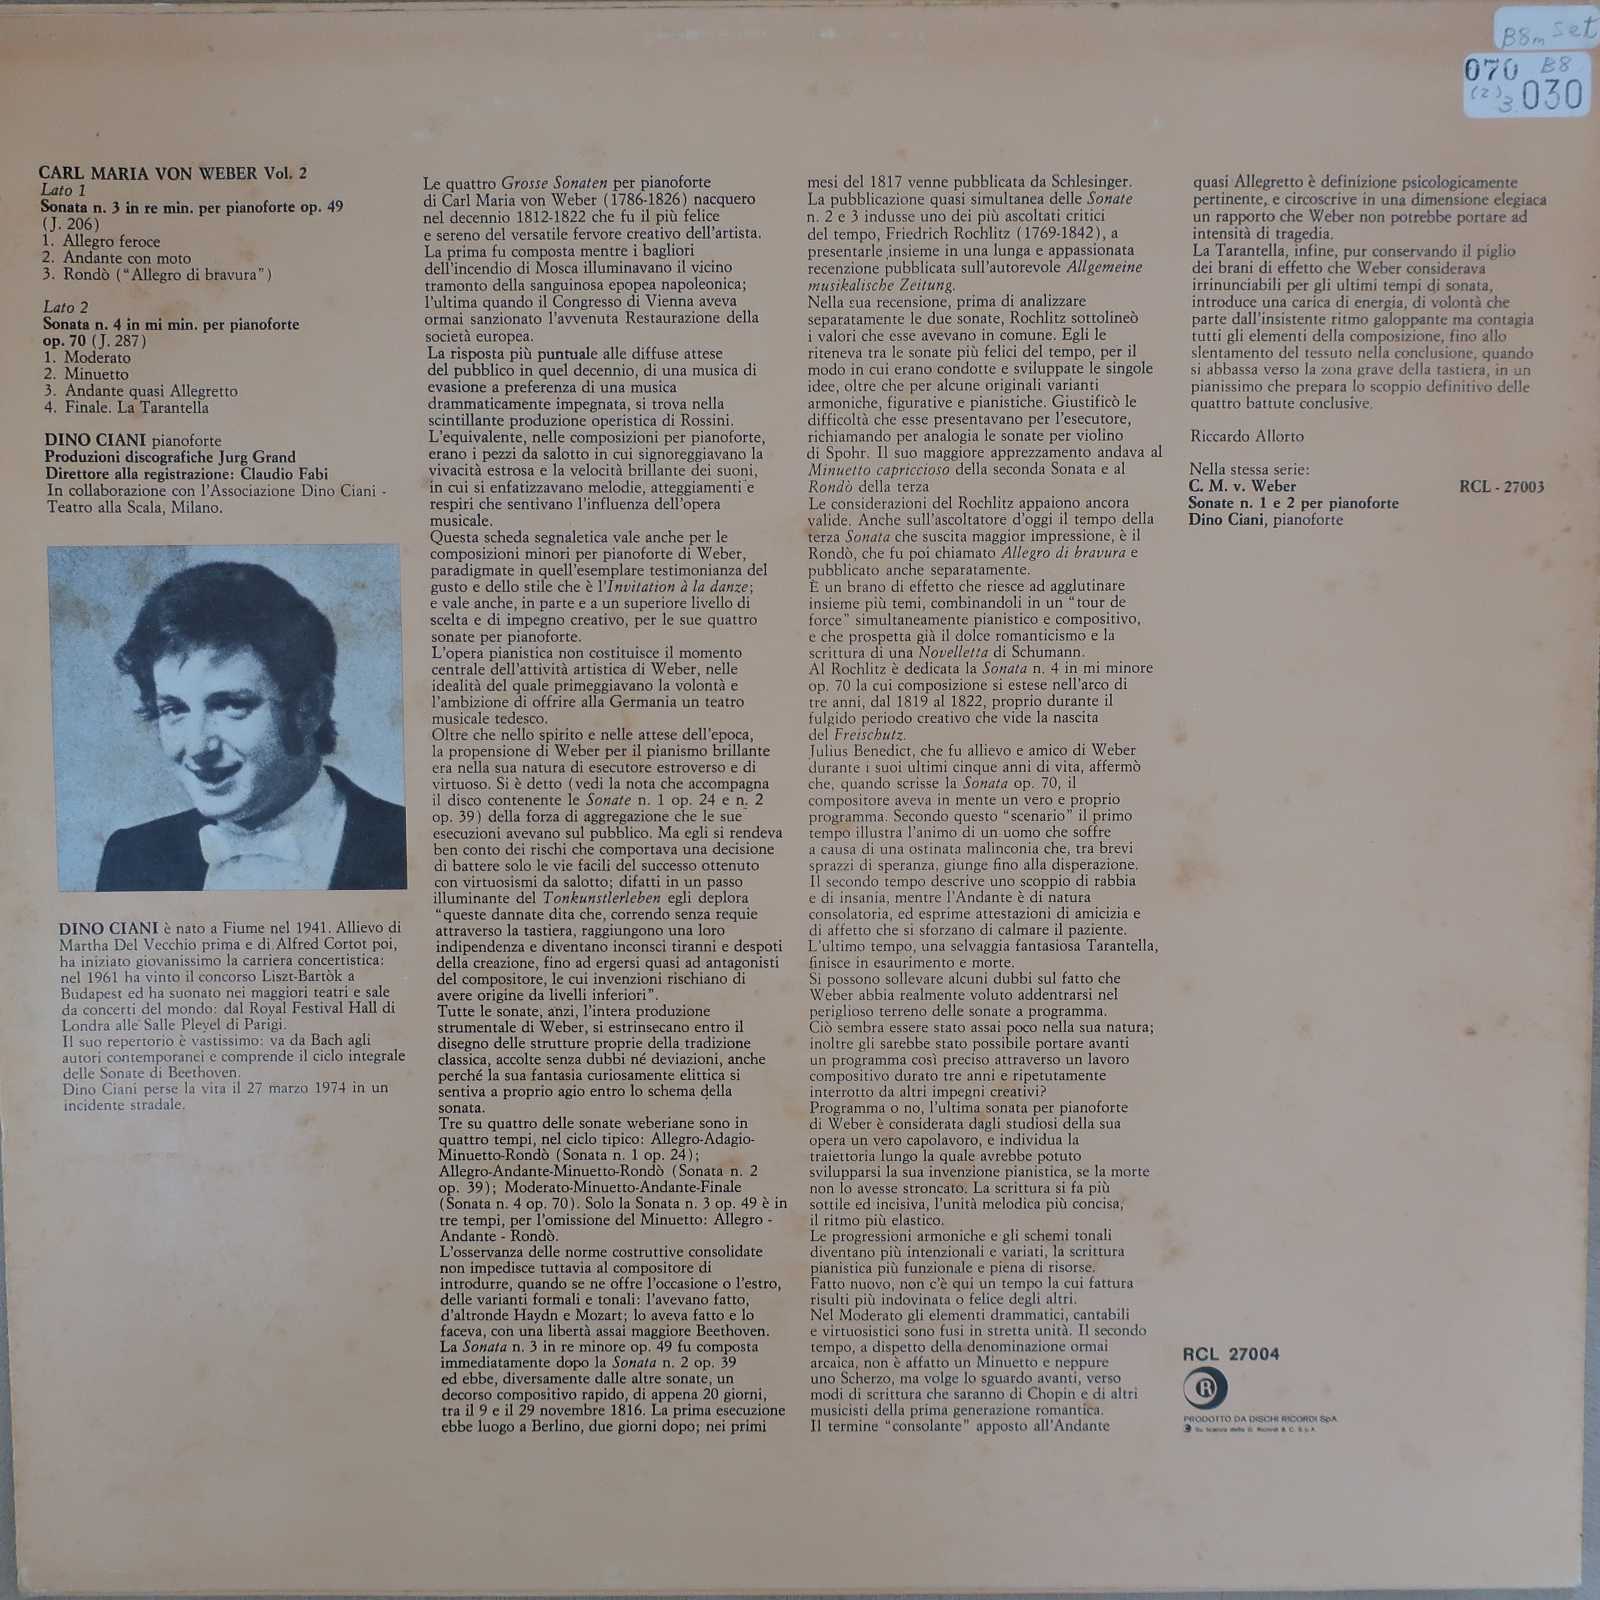 B8m set
070 B8
(2) 3 030
CARL MARIA VON WEBER Vol. 2
Lato 1
Sonata n. 3 in re min. per pianoforte op. 49
(J. 206)
1. Allegro feroce
2. Andante con moto
3. Rondò (“Allegro di bravura”)
Lato 2
Sonata n. 4 in mi min. per pianoforte
op. 70 (J. 287)
1. Moderato
2. Minuetto
3. Andante quasi Allegretto
4. Finale. La Tarantella
DINO CIANI pianoforte
Produzioni discografiche Jurg Grand
Direttore alla registrazione: Claudio Fabi
In collaborazione con l'Associazione Dino Ciani -
Teatro alla Scala, Milano.
DINO CIANI è nato a Fiume nel 1941. Allievo di
Martha Del Vecchio prima e di Alfred Cortot poi,
ha iniziato giovanissimo la carriera concertistica:
nel 1961 ha vinto il concorso Liszt-Bartòk a
Budapest ed ha suonato nei maggiori teatri e sale
da concerti del mondo: dal Royal Festival Hall di
Londra alle Salle Pleyel di Parigi.
Il suo repertorio è vastissimo: va da Bach agli
autori contemporanei e comprende il ciclo integrale
delle Sonate di Beethoven.
Dino Ciani perse la vita il 27 marzo 1974 in un
incidente stradale.
Le quattro Grosse Sonaten per pianoforte
di Carl Maria von Weber (1786-1826) nacquero
nel decennio 1812-1822 che fu il più felice
e sereno del versatile fervore creativo dell'artista.
La prima fu composta mentre i bagliori
dell'incendio di Mosca illuminavano il vicino
tramonto della sanguinosa epopea napoleonica;
l'ultima quando il Congresso di Vienna aveva
ormai sanzionato l'avvenuta Restaurazione della
società europea.
La risposta più puntuale alle diffuse attese
del pubblico in quel decennio, di una musica di
evasione a preferenza di una musica
drammaticamente impegnata, si trova nella
scintillante produzione operistica di Rossini.
L'equivalente, nelle composizioni per pianoforte,
erano i pezzi da salotto in cui signoreggiavano la
vivacità estrosa e la velocità brillante dei suoni,
in cui si enfatizzavano melodie, atteggiamenti e
respiri che sentivano l'influenza dell'opera
musicale.
Questa scheda segnaletica vale anche per le
composizioni minori per pianoforte di Weber,
paradigmate in quell'esemplare testimonianza del
gusto e dello stile che è l'Invitation à la danze;
e vale anche, in parte e a un superiore livello di
scelta e di impegno creativo, per le sue quattro
sonate per pianoforte.
L'opera pianistica non costituisce il momento
centrale dell'attività artistica di Weber, nelle
idealità del quale primeggiavano la volontà e
l'ambizione di offrire alla Germania un teatro
musicale tedesco.
Oltre che nello spirito e nelle attese dell'epoca,
la propensione di Weber per il pianismo brillante
era nella sua natura di esecutore estroverso e di
virtuoso. Si è detto (vedi la nota che accompagna
il disco contenente le Sonate n. 1 op. 24 e n. 2
op. 39) della forza di aggregazione che le sue
esecuzioni avevano sul pubblico. Ma egli si rendeva
ben conto dei rischi che comportava una decisione
di battere solo le vie facili del successo ottenuto
con virtuosismi da salotto; difatti in un passo
illuminante del Tonkunstlerleben egli deplora
“queste dannate dita che, correndo senza requie
attraverso la tastiera, raggiungono una loro
indipendenza e diventano inconsci tiranni e despoti
della creazione, fino ad ergersi quasi ad antagonisti
del compositore, le cui invenzioni rischiano di
avere origine da livelli inferiori”.
Tutte le sonate, anzi, l'intera produzione
strumentale di Weber, si estrinsecano entro il
disegno delle strutture proprie della tradizione
classica, accolte senza dubbi né deviazioni, anche
perché la sua fantasia curiosamente elittica si
sentiva a proprio agio entro lo schema della
sonata.
Tre su quattro delle sonate weberiane sono in
quattro tempi, nel ciclo tipico: Allegro-Adagio-
Minuetto-Rondò (Sonata n. 1 op. 24);
Allegro-Andante-Minuetto-Rondò (Sonata n. 2
op. 39); Moderato-Minuetto-Andante-Finale
(Sonata n. 4 op. 70). Solo la Sonata n. 3 op. 49 è in
tre tempi, per l'omissione del Minuetto: Allegro -
Andante - Rondò.
L'osservanza delle norme costruttive consolidate
non impedisce tuttavia al compositore di
introdurre, quando se ne offre l'occasione o l'estro,
delle varianti formali e tonali: l'avevano fatto,
d'altronde Haydn e Mozart; lo aveva fatto e lo
faceva, con una libertà assai maggiore Beethoven.
La Sonata n. 3 in re minore op. 49 fu composta
immediatamente dopo la Sonata n. 2 op. 39
ed ebbe, diversamente dalle altre sonate, un
decorso compositivo rapido, di appena 20 giorni,
tra il 9 e il 29 novembre 1816. La prima esecuzione
ebbe luogo a Berlino, due giorni dopo; nei primi
mesi del 1817 venne pubblicata da Schlesinger.
La pubblicazione quasi simultanea delle Sonate
n. 2 e 3 indusse uno dei più ascoltati critici
del tempo, Friedrich Rochlitz (1769-1842), a
presentarle insieme in una lunga e appassionata
recenzione pubblicata sull'autorevole Allgemeine
musikalische Zeitung.
Nella sua recensione, prima di analizzare
separatamente le due sonate, Rochlitz sottolineò
i valori che esse avevano in comune. Egli le
riteneva tra le sonate più felici del tempo, per il
modo in cui erano condotte e sviluppate le singole
idee, oltre che per alcune originali varianti
armoniche, figurative e pianistiche. Giustificò le
difficoltà che esse presentavano per l'esecutore,
richiamando per analogia le sonate per violino
di Spohr. Il suo maggiore apprezzamento andava al
Minuetto capriccioso della seconda Sonata e al
Rondò della terza
Le considerazioni del Rochlitz appaiono ancora
valide. Anche sull'ascoltatore d'oggi il tempo della
terza Sonata che suscita maggior impressione, è il
Rondò, che fu poi chiamato Allegro di bravura e
pubblicato anche separatamente.
È un brano di effetto che riesce ad agglutinare
insieme più temi, combinandoli in un “tour de
force” simultaneamente pianistico e compositivo,
e che prospetta già il dolce romanticismo e la
scrittura di una Novelletta di Schumann.
Al Rochlitz è dedicata la Sonata n. 4 in mi minore
op. 70 la cui composizione si estese nell'arco di
tre anni, dal 1819 al 1822, proprio durante il
fulgido periodo creativo che vide la nascita
del Freischutz.
Julius Benedict, che fu allievo e amico di Weber
durante i suoi ultimi cinque anni di vita, affermò
che, quando scrisse la Sonata op. 70, il
compositore aveva in mente un vero e proprio
programma. Secondo questo “scenario” il primo
tempo illustra l'animo di un uomo che soffre
a causa di una ostinata malinconia che, tra brevi
sprazzi di speranza, giunge fino alla disperazione.
Il secondo tempo descrive uno scoppio di rabbia
e di insania, mentre l'Andante è di natura
consolatoria, ed esprime attestazioni di amicizia e
di affetto che si sforzano di calmare il paziente.
L'ultimo tempo, una selvaggia fantasiosa Tarantella,
finisce in esaurimento e morte.
Si possono sollevare alcuni dubbi sul fatto che
Weber abbia realmente voluto addentrarsi nel
periglioso terreno delle sonate a programma.
Ciò sembra essere stato assai poco nella sua natura;
inoltre gli sarebbe stato possibile portare avanti
un programma così preciso attraverso un lavoro
compositivo durato tre anni e ripetutamente
interrotto da altri impegni creativi?
Programma o no, l'ultima sonata per pianoforte
di Weber è considerata dagli studiosi della sua
opera un vero capolavoro, e individua la
traiettoria lungo la quale avrebbe potuto
svilupparsi la sua invenzione pianistica, se la morte
non lo avesse stroncato. La scrittura si fa più
sottile ed incisiva, l'unità melodica più concisa,
il ritmo più elastico.
Le progressioni armoniche e gli schemi tonali
diventano più intenzionali e variati, la scrittura
pianistica più funzionale e piena di risorse.
Fatto nuovo, non c'è qui un tempo la cui fattura
risulti più indovinata o felice degli altri.
Nel Moderato gli elementi drammatici, cantabili
e virtuosistici sono fusi in stretta unità. Il secondo
tempo, a dispetto della denominazione ormai
arcaica, non è affatto un Minuetto e neppure
uno Scherzo, ma volge lo sguardo avanti, verso
modi di scrittura che saranno di Chopin e di altri
musicisti della prima generazione romantica.
Il termine “consolante” apposto all'Andante
quasi Allegretto è definizione psicologicamente
pertinente, e circoscrive in una dimensione elegiaca
un rapporto che Weber non potrebbe portare ad
intensità di tragedia.
La Tarantella, infine, pur conservando il piglio
dei brani di effetto che Weber considerava
irrinunciabili per gli ultimi tempi di sonata,
introduce una carica di energia, di volontà che
parte dall'insistente ritmo galoppante ma contagia
tutti gli elementi della composizione, fino allo
slentamento del tessuto nella conclusione, quando
si abbassa verso la zona grave della tastiera, in un
pianissimo che prepara lo scoppio definitivo delle
quattro battute conclusive.
Riccardo Allorto
Nella stessa serie:
C. M. v. Weber RCL - 27003
Sonate n. 1 e 2 per pianoforte
Dino Ciani, pianoforte
RCL 27004
R
PRODOTTO DA DISCHI RICORDI SpA
Su licenza della G. Ricordi & C. S.p.A.